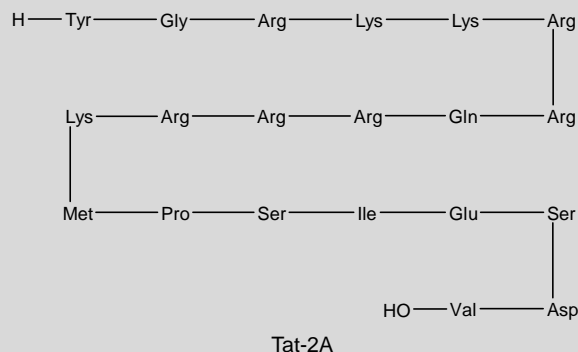 H Tyr Gly Arg Lys Lys Arg
Lys Arg Arg Arg Gln Arg
Met Pro Ser Ile Glu Ser
HO Val Asp
Tat-2A